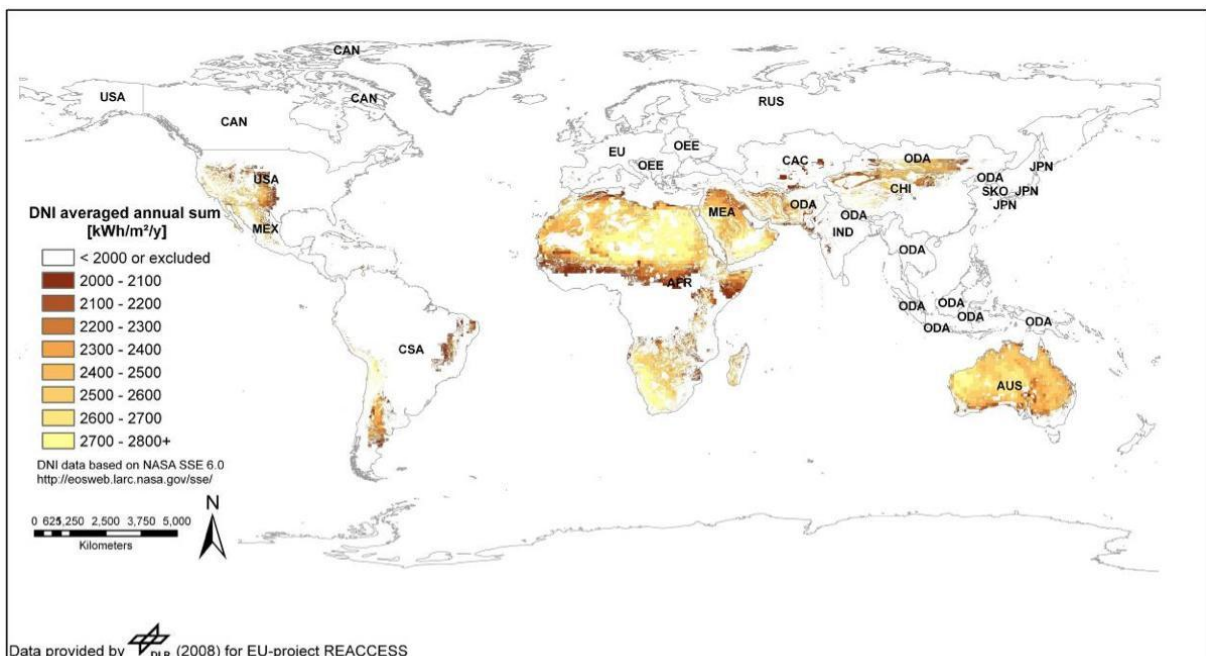 CAN
USA
CAN
CAN
RUS
EU
OEE
OEE
CAC
ODA
JPN
ODA
CHI
SKO JPN
JPN
USA
MEX
MEA
ODA
ODA
IND
ODA
AFR
ODA
ODA
ODA
ODA
ODA
CSA
AUS
DNI averaged annual sum
[kWh/m²/y]
< 2000 or excluded
2000 - 2100
2100 - 2200
2200 - 2300
2300 - 2400
2400 - 2500
2500 - 2600
2600 - 2700
2700 - 2800+
DNI data based on NASA SSE 6.0
http://eosweb.larc.nasa.gov/sse/
N
0 625 1,250 2,500 3,750 5,000
Kilometers
Data provided by DLR (2008) for EU-project REACCESS